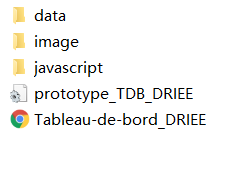 data
image
javascript
prototype_TDB_DRIEE
Tableau-de-bord_DRIEE